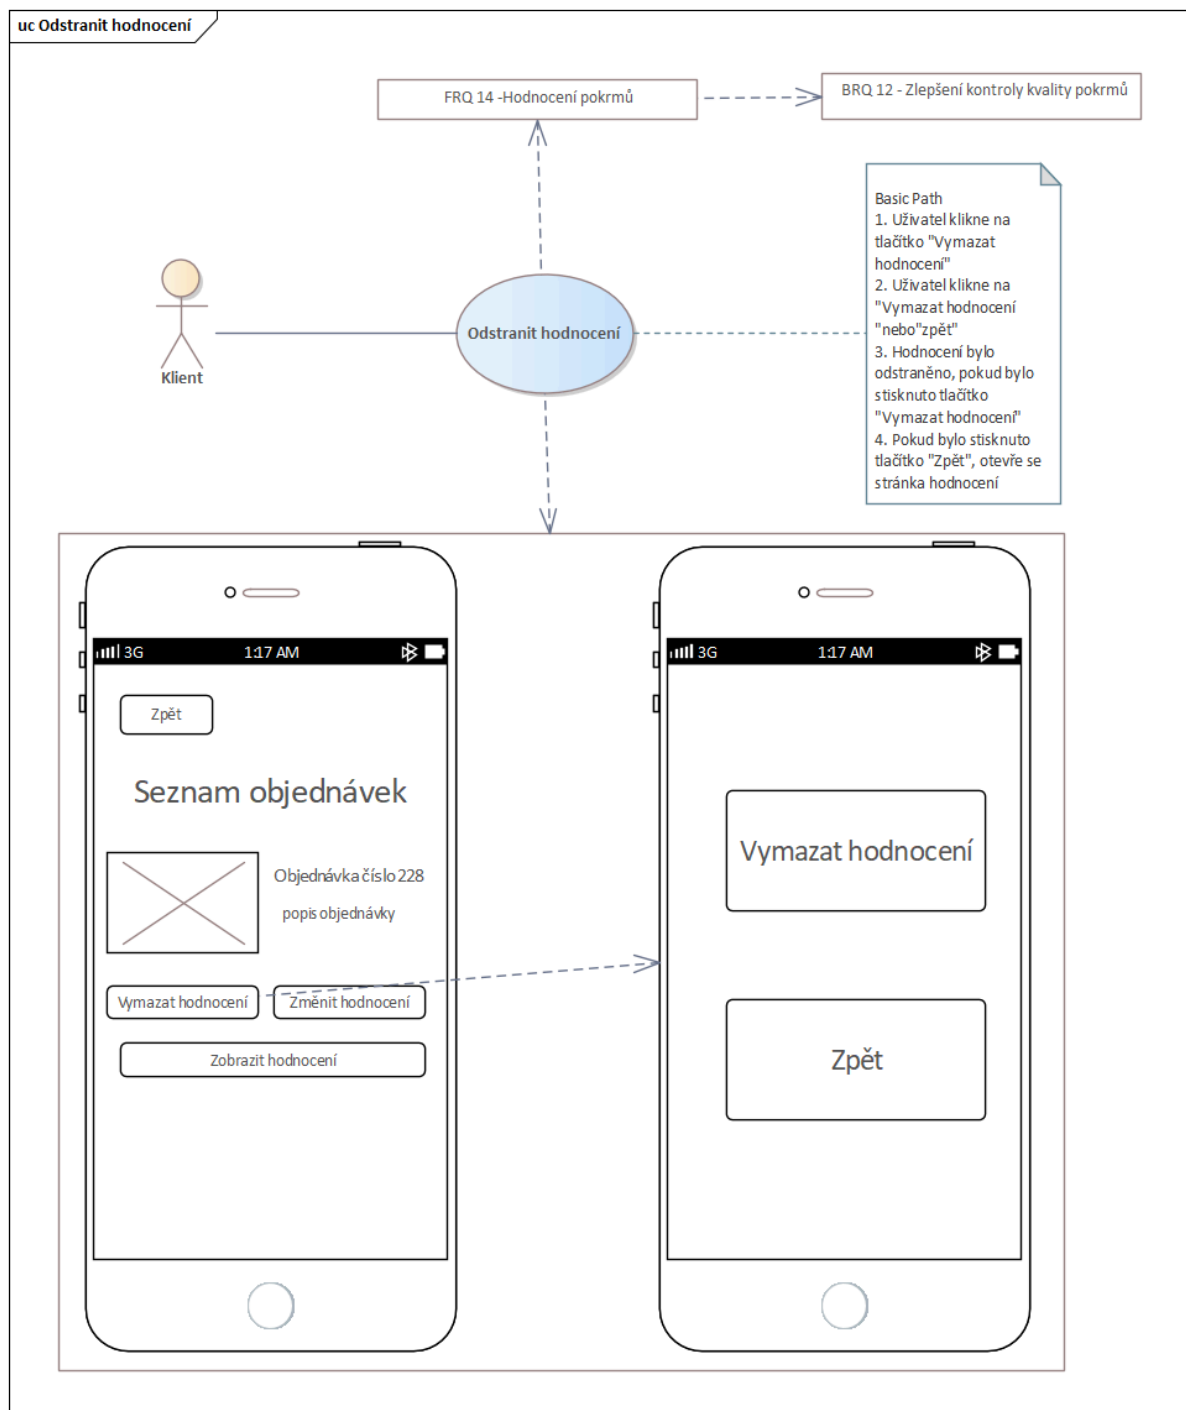 uc Odstranit hodnocení
FRQ 14 -Hodnocení pokrmů
BRQ 12 - Zlepšení kontroly kvality pokrmů
Basic Path
1. Uživatel klikne na
tlačítko "Vymazat
hodnocení"
2. Uživatel klikne na
"Vymazat hodnocení
"nebo"zpět"
3. Hodnocení bylo
odstraněno, pokud bylo
stisknuto tlačítko
"Vymazat hodnocení"
4. Pokud bylo stisknuto
tlačítko "Zpět", otevře se
stránka hodnocení
Klient
Odstranit hodnocení
3G 1:17 AM
Zpět
Seznam objednávek
Objednávka číslo 228
popis objednávky
Vymazat hodnocení
Změnit hodnocení
Zobrazit hodnocení
3G 1:17 AM
Vymazat hodnocení
Zpět